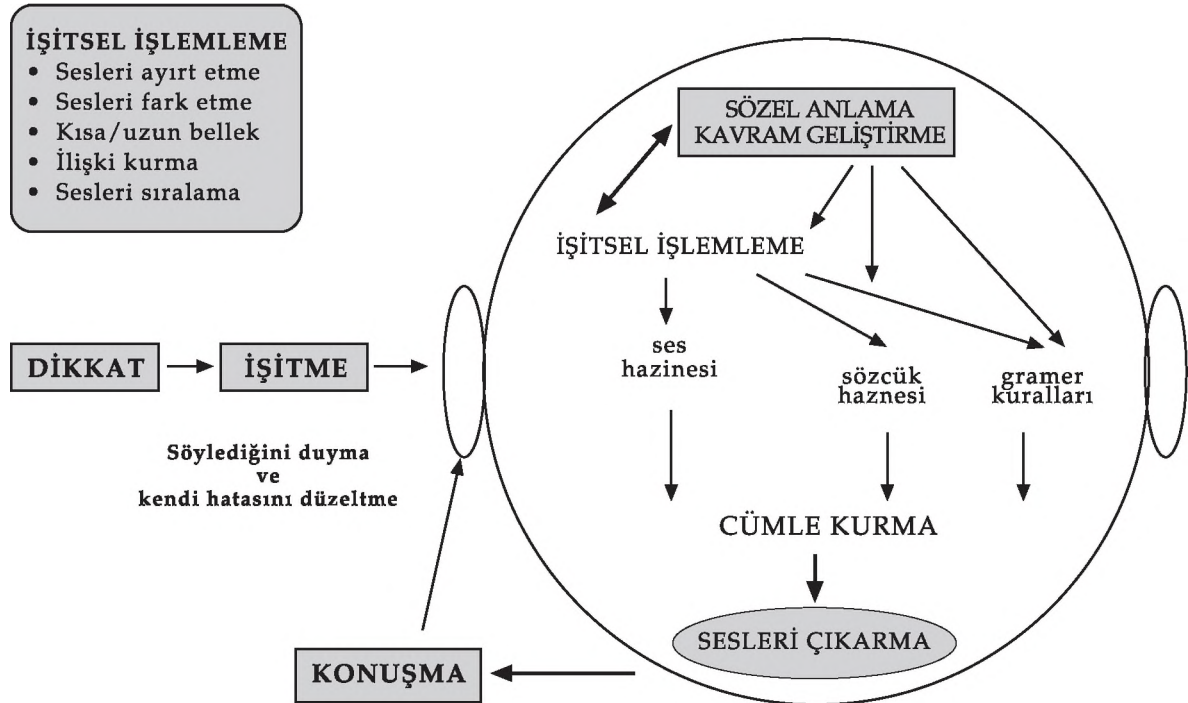 İŞİTSEL İŞLEMLEME
• Sesleri ayırt etme
• Sesleri fark etme
• Kısa/uzun bellek
• İlişki kurma
• Sesleri sıralama
SÖZEL ANLAMA
KAVRAM GELİŞTİRME
İŞİTSEL İŞLEMLEME
DİKKAT
İŞİTME
ses
hazinesi
sözcük
haznesi
gramer
kuralları
Söylediğini duyma
ve
kendi hatasını düzeltme
CÜMLE KURMA
SESLERİ ÇIKARMA
KONUŞMA